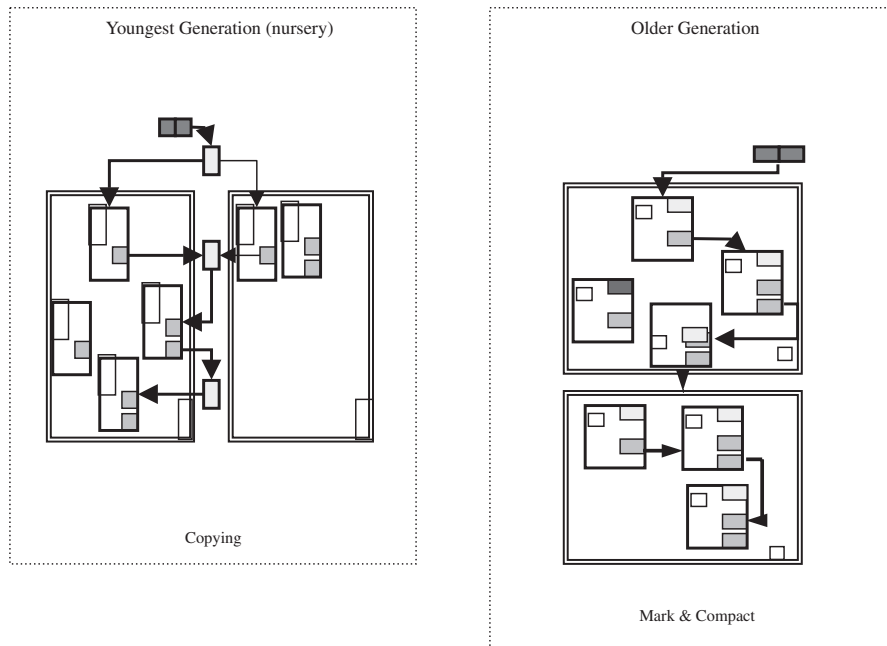 Youngest Generation (nursery)
Older Generation
Copying
Mark & Compact